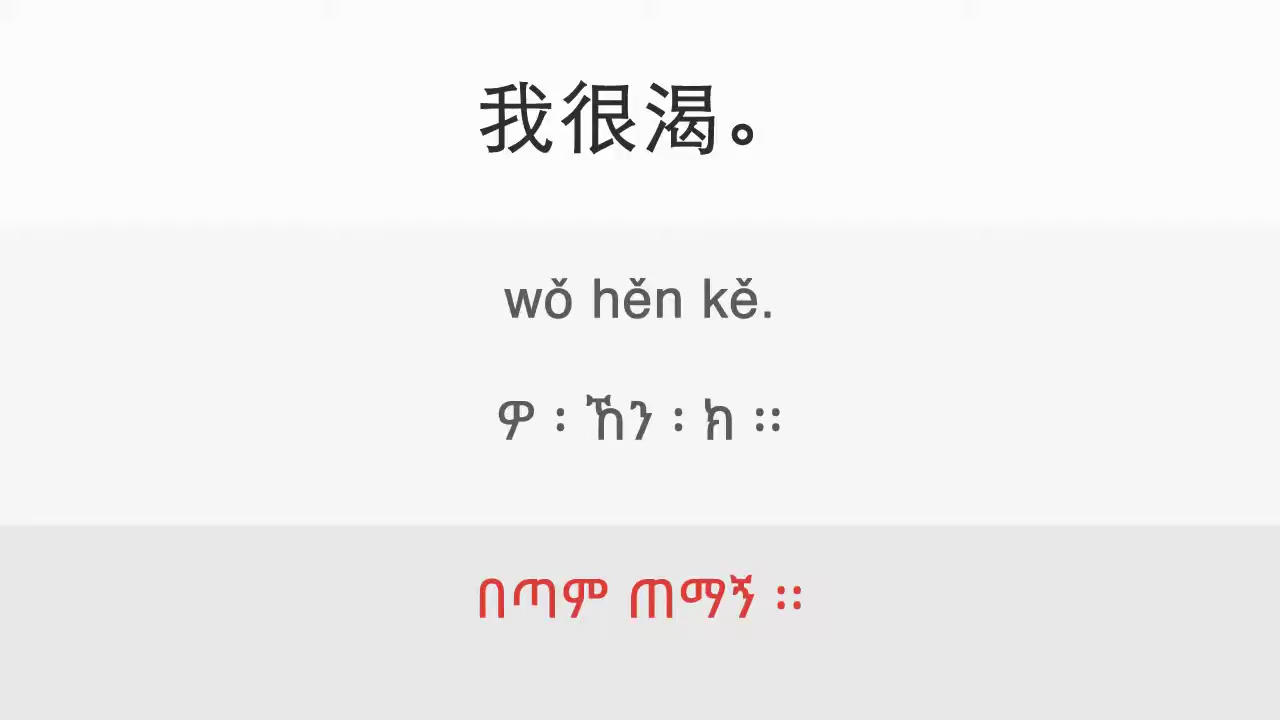 我很渴。
wǒ hěn kě.
ዎ ፡ ኸን ፡ ክ ፡፡
በጣም ጠማኝ ፡፡